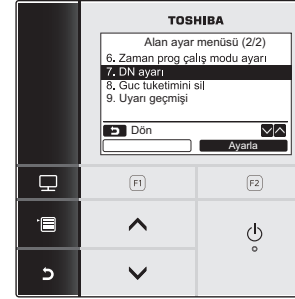 TOSHIBA
Alan ayar menüsü (2/2)
6. Zaman prog çalış modu ayarı
7. DN ayarı
8. Guc tuketimini sil
9. Uyarı geçmişi
Dön
Ayarla
F1 F2